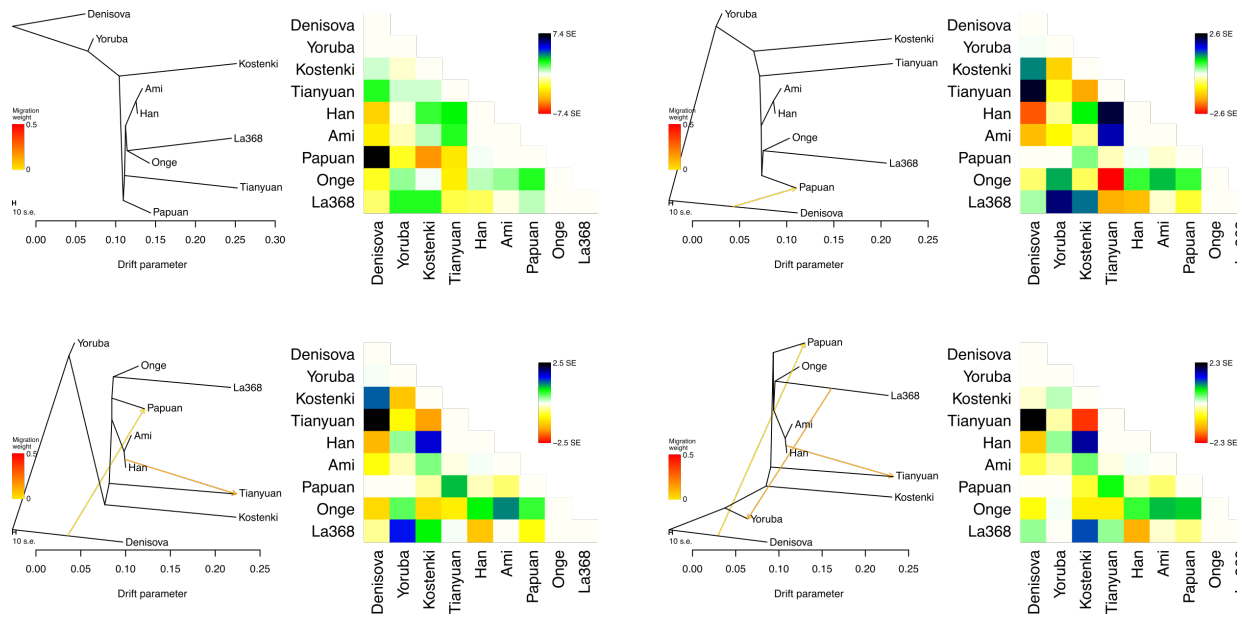 Denisova
Yoruba
Kostenki
Ami
Han
La368
Onge
Tianyuan
Papuan
Migration
weight
0.5
0
10 s.e.
0.00 0.05 0.10 0.15 0.20 0.25 0.30
Drift parameter
Denisova
Yoruba
Kostenki
Tianyuan
Han
Ami
Papuan
Onge
La368
Denisova Yoruba Kostenki Tianyuan Han Ami Papuan Onge La368
7.4 SE
−7.4 SE
Yoruba
Kostenki
Tianyuan
Ami
Han
Onge
La368
Papuan
Denisova
Migration
weight
0.5
0
10 s.e.
0.00 0.05 0.10 0.15 0.20 0.25
Drift parameter
Denisova
Yoruba
Kostenki
Tianyuan
Han
Ami
Papuan
Onge
La368
Denisova Yoruba Kostenki Tianyuan Han Ami Papuan Onge
2.6 SE
−2.6 SE
Yoruba
Onge
La368
Papuan
Ami
Han
Tianyuan
Kostenki
Denisova
Migration
weight
0.5
0
10 s.e.
0.00 0.05 0.10 0.15 0.20 0.25
Drift parameter
Denisova
Yoruba
Kostenki
Tianyuan
Han
Ami
Papuan
Onge
La368
Denisova Yoruba Kostenki Tianyuan Han Ami Papuan Onge La368
2.5 SE
−2.5 SE
Papuan
Onge
La368
Ami
Han
Tianyuan
Kostenki
Yoruba
Denisova
Migration
weight
0.5
0
10 s.e.
0.00 0.05 0.10 0.15 0.20 0.25
Drift parameter
Denisova
Yoruba
Kostenki
Tianyuan
Han
Ami
Papuan
Onge
La368
Denisova Yoruba Kostenki Tianyuan Han Ami Papuan Onge
2.3 SE
−2.3 SE